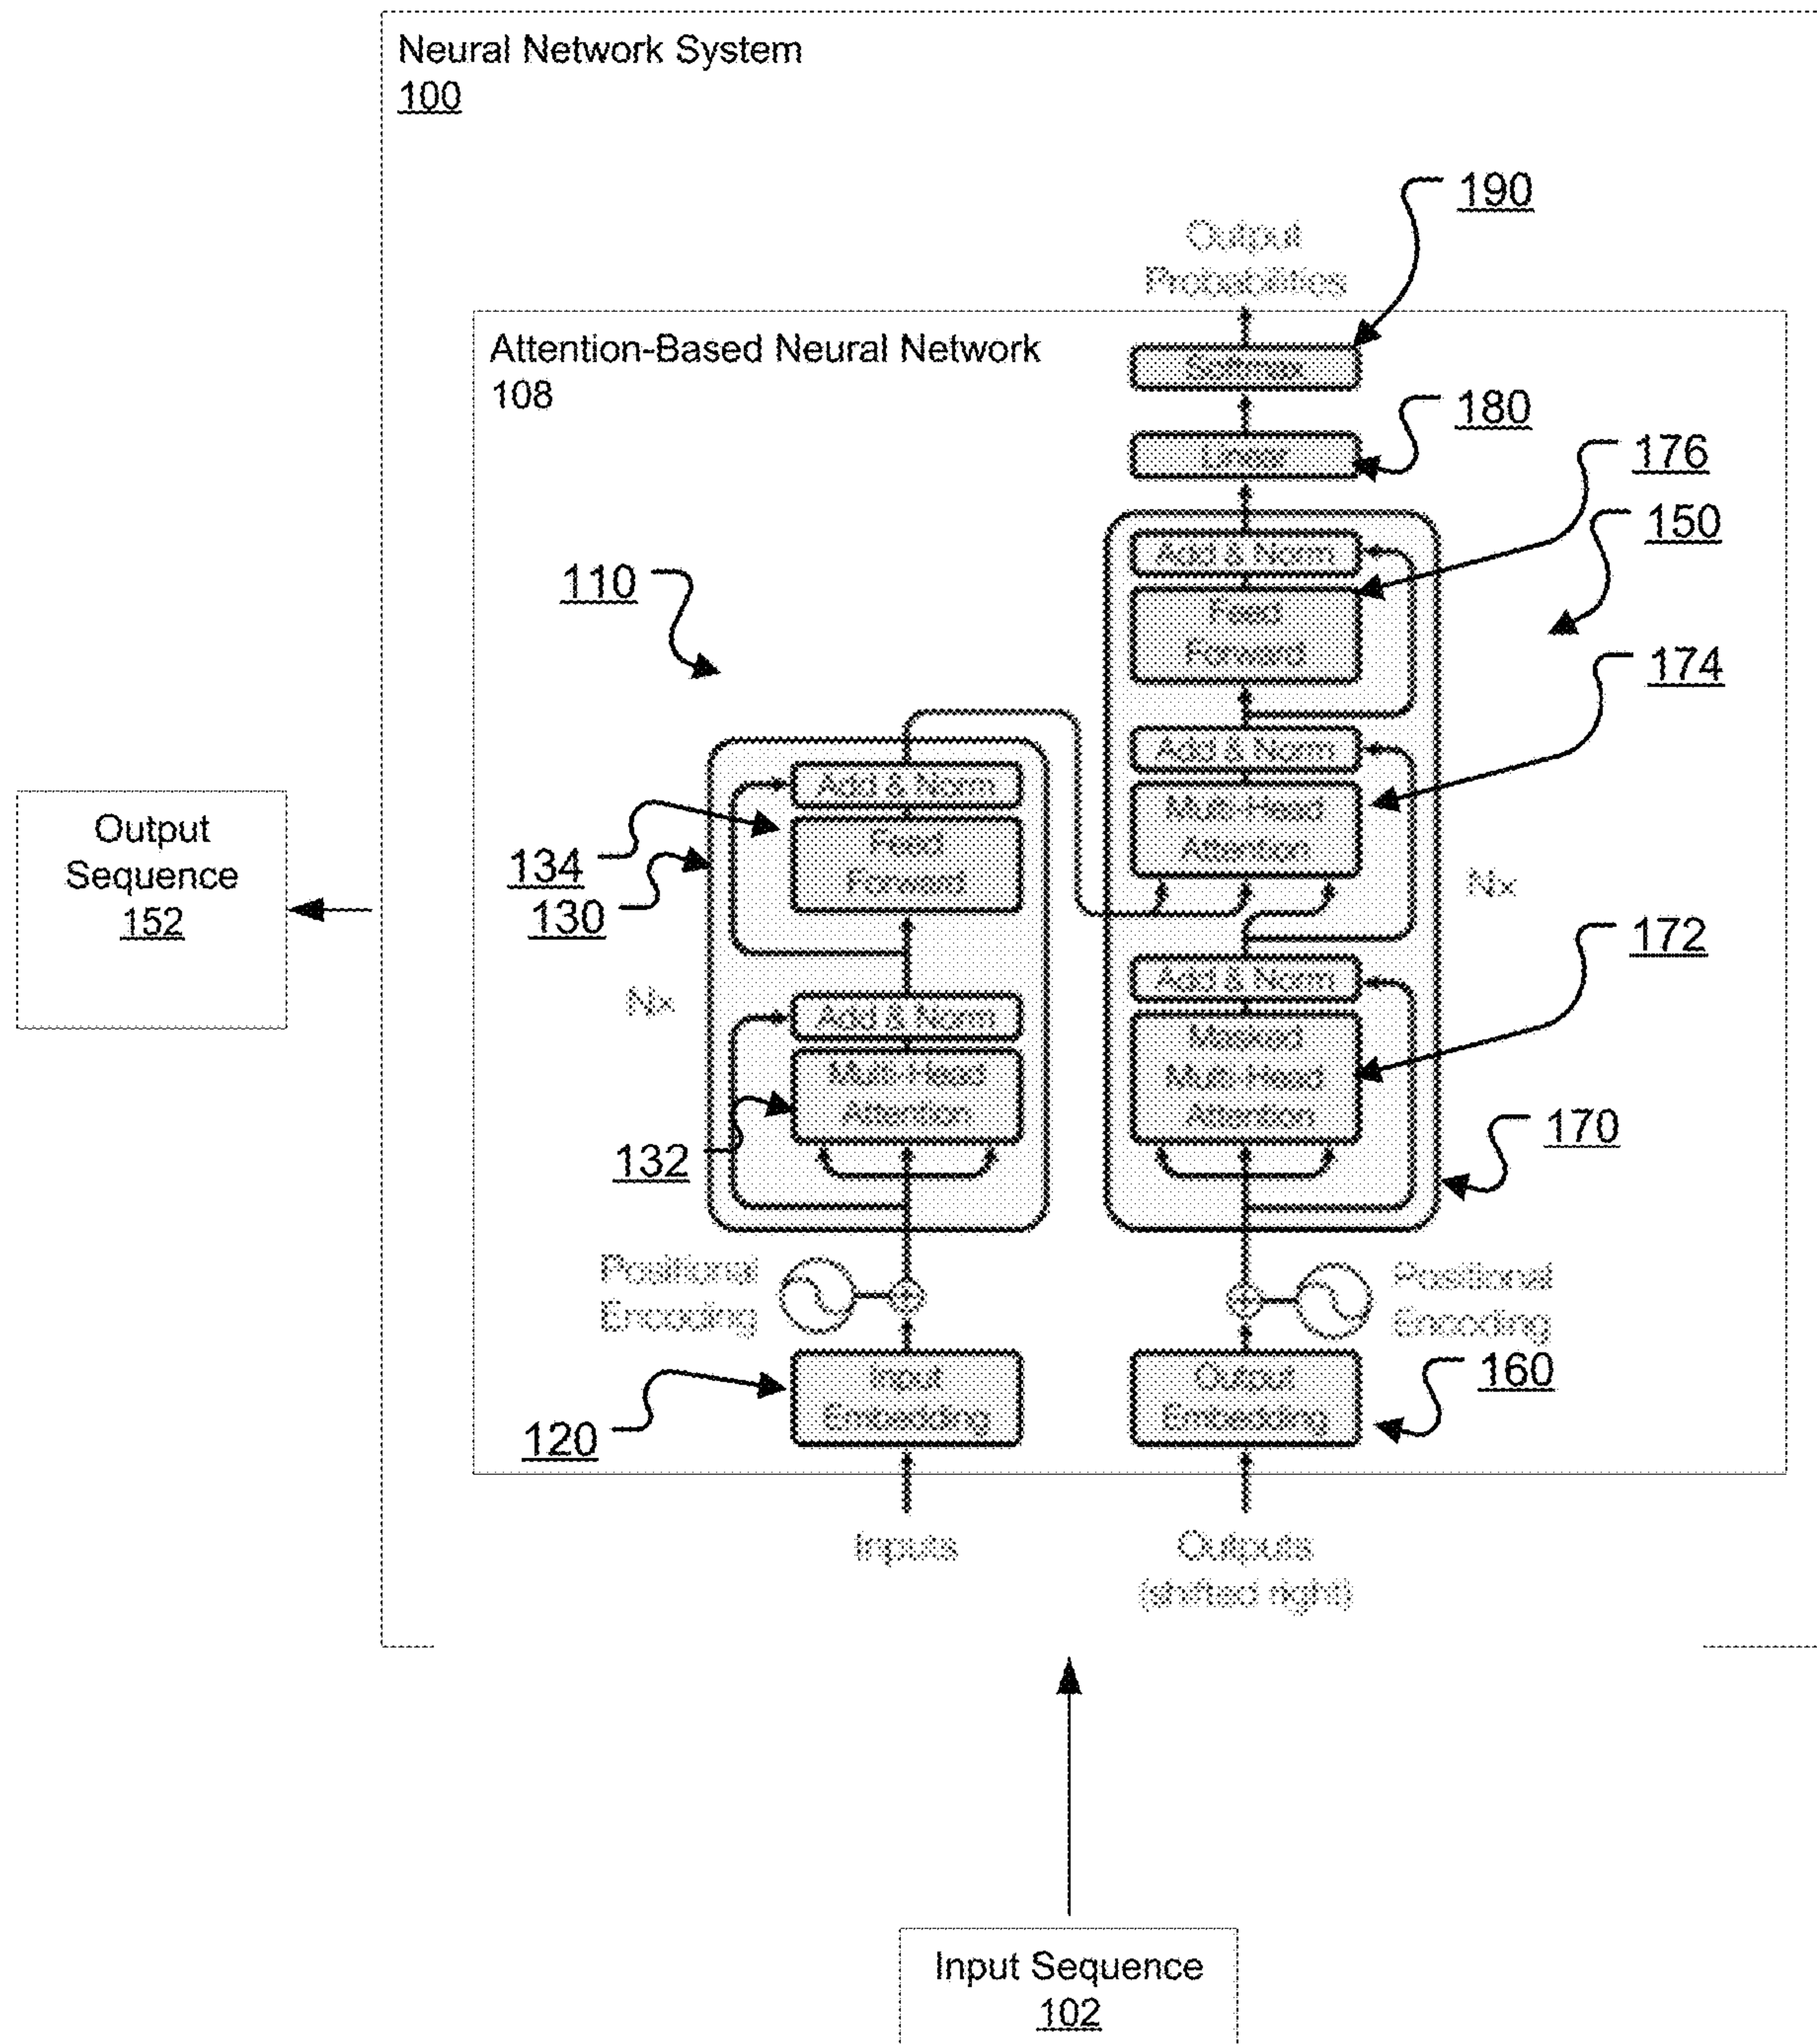 Neural Network System
100
190
Output
Probabilities
Attention-Based Neural Network
108
Softmax
180
Linear
176
150
Add & Norm
110
Feed
Forward
174
Add & Norm
Add & Norm
Multi-Head
Attention
Output
Sequence
152
134
Feed
Forward
130
Nx
172
Add & Norm
Nx
Add & Norm
Masked
Multi-Head
Attention
Multi-Head
Attention
132
170
Positional
Encoding
Positional
Encoding
120
Input
Embedding
Output
Embedding
160
Inputs
Outputs
(shifted right)
Input Sequence
102